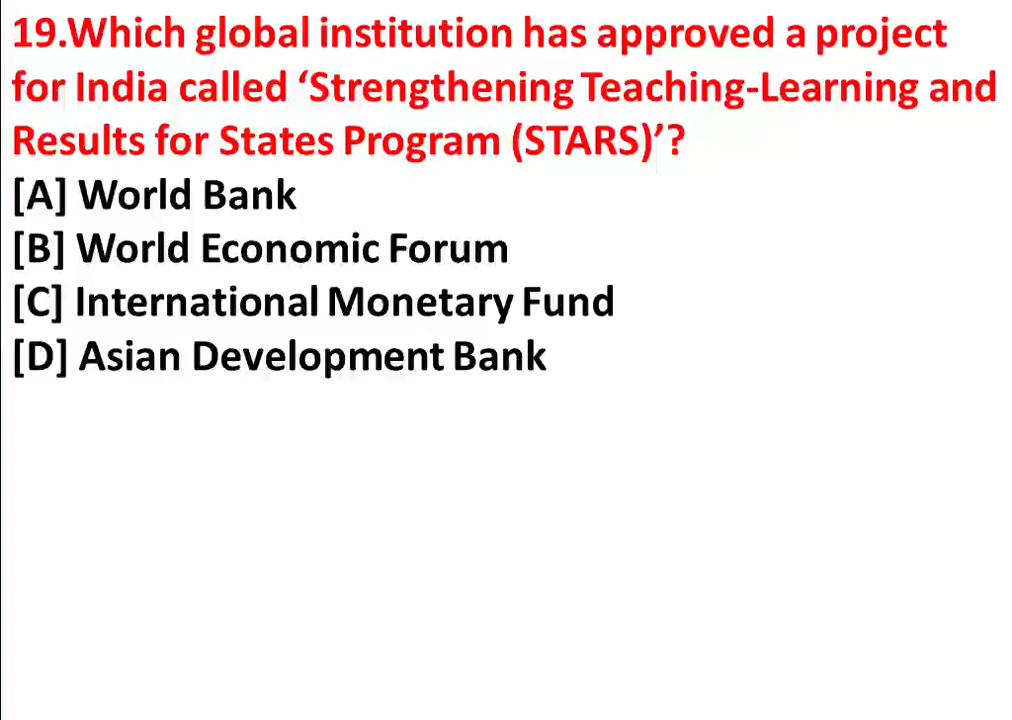 19.Which global institution has approved a project
for India called ‘Strengthening Teaching-Learning and
Results for States Program (STARS)’?
[A] World Bank
[B] World Economic Forum
[C] International Monetary Fund
[D] Asian Development Bank